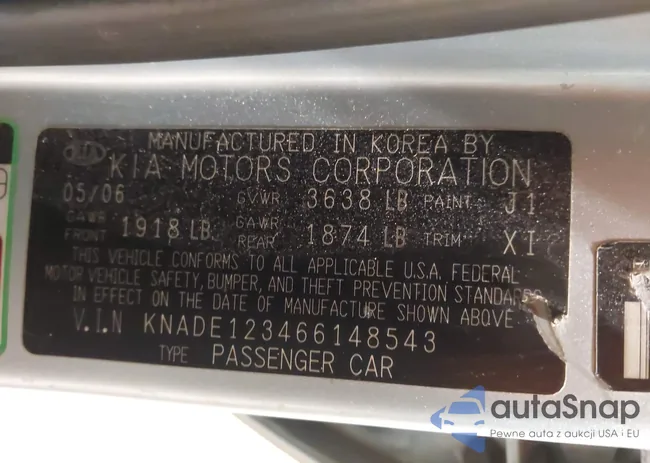 MANUFACTURED IN KOREA BY
KIA KIA MOTORS CORPORATION
05/06 GVWR 3638 LB PAINT J1
GAWR FRONT 1918 LB GAWR REAR 1874 LB TRIM XI
THIS VEHICLE CONFORMS TO ALL APPLICABLE U.S.A. FEDERAL
MOTOR VEHICLE SAFETY, BUMPER, AND THEFT PREVENTION STANDARDS
IN EFFECT ON THE DATE OF MANUFACTURE SHOWN ABOVE
V.I.N KNADE123466148543
TYPE PASSENGER CAR
autaSnap
Pewne auta z aukcji USA i EU